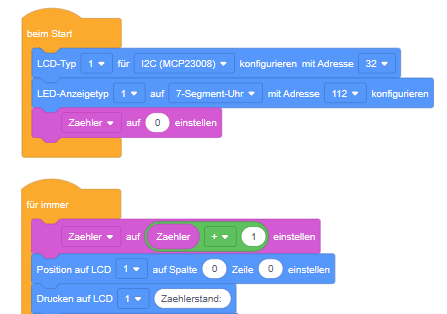 beim Start
LCD-Typ 1 für I2C (MCP23008) konfigurieren mit Adresse 32
LED-Anzeigetyp 1 auf 7-Segment-Uhr mit Adresse 112 konfigurieren
Zaehler auf 0 einstellen
für immer
Zaehler auf Zaehler + 1 einstellen
Position auf LCD 1 auf Spalte 0 Zeile 0 einstellen
Drucken auf LCD 1 Zaehlerstand: